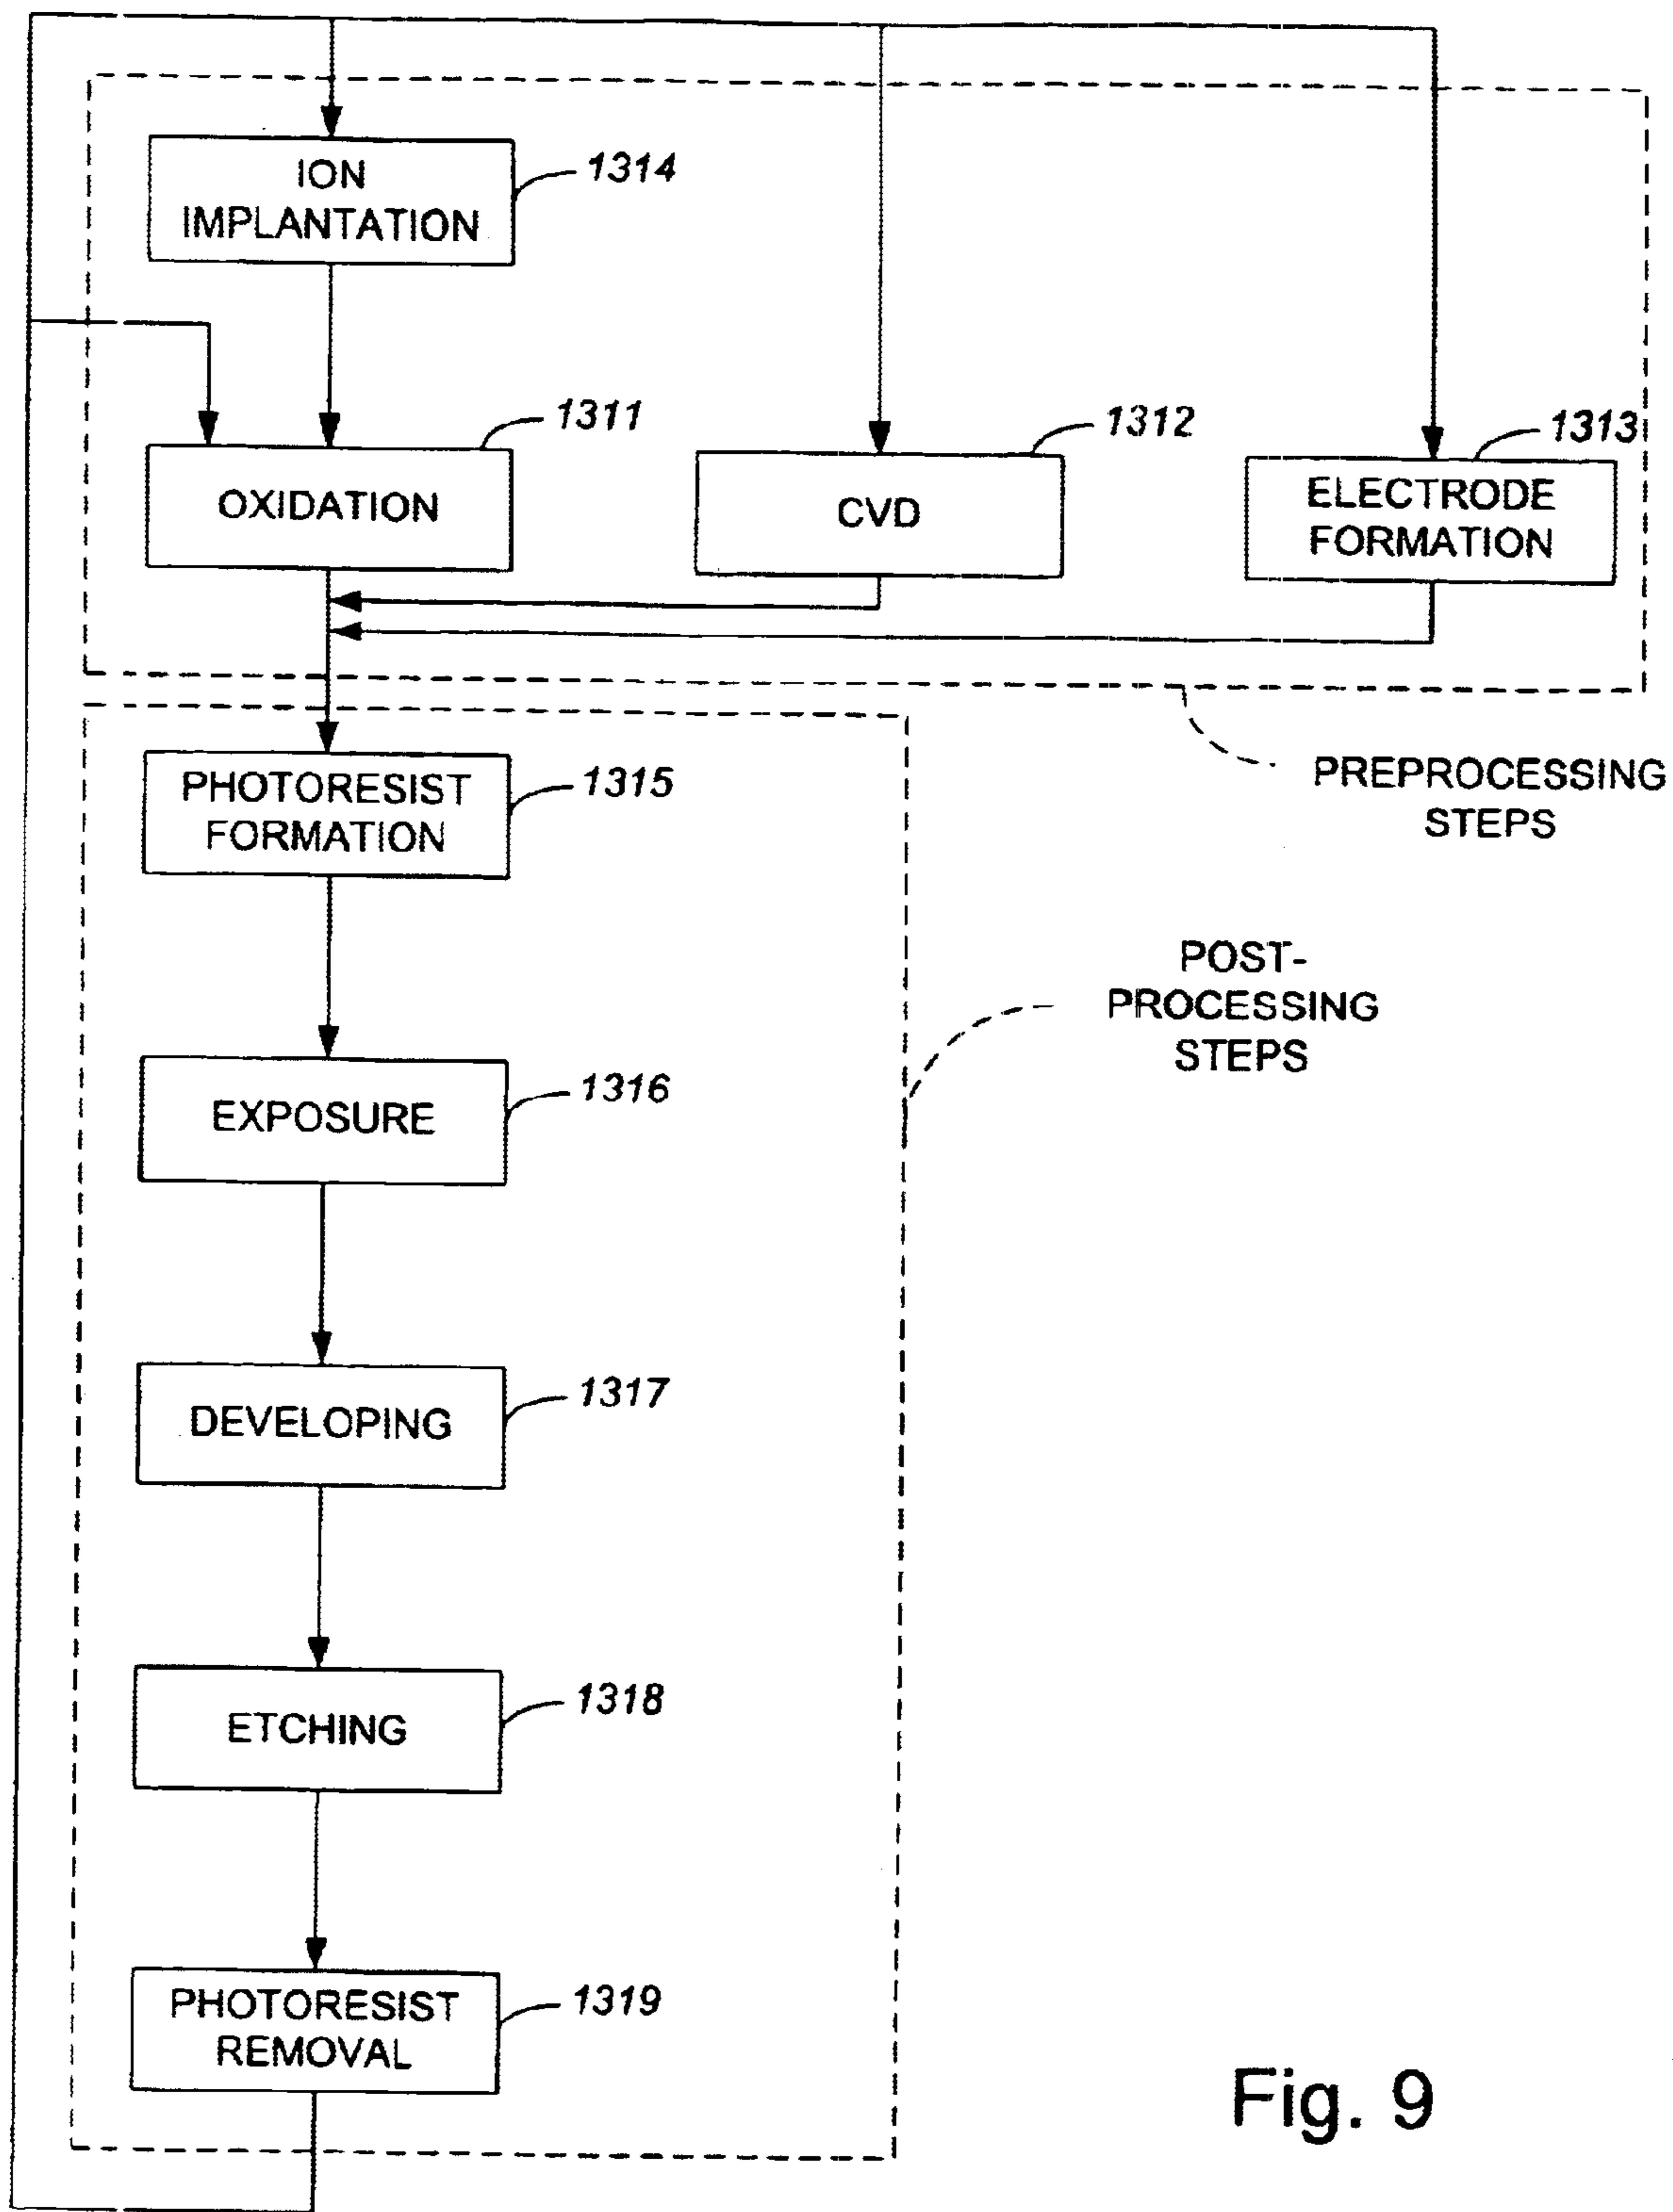 ION
IMPLANTATION
1314
1311
OXIDATION
1312
CVD
1313
ELECTRODE
FORMATION
PREPROCESSING
STEPS
PHOTORESIST
FORMATION
1315
POST-
PROCESSING
STEPS
EXPOSURE
1316
DEVELOPING
1317
ETCHING
1318
PHOTORESIST
REMOVAL
1319
Fig. 9